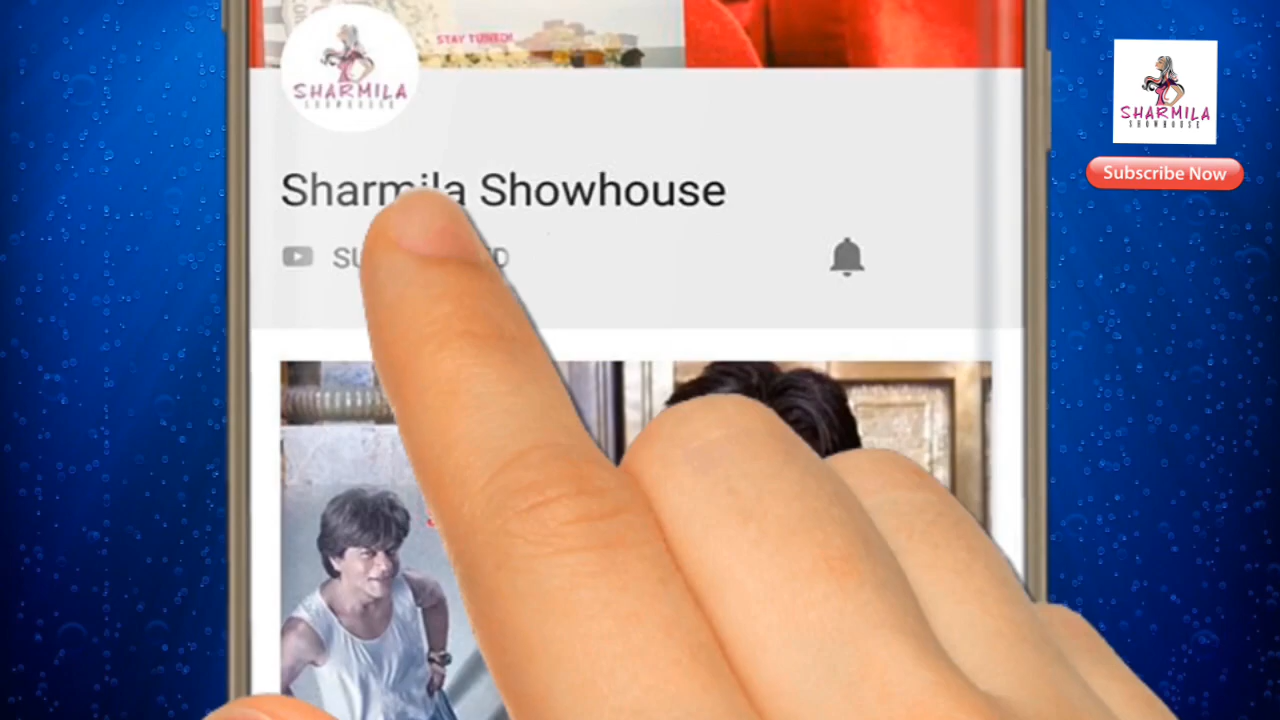 STAY TUNED!
SHARMILA
SHOWHOUSE
Sharmila Showhouse
SHARMILA
SHOWHOUSE
Subscribe Now